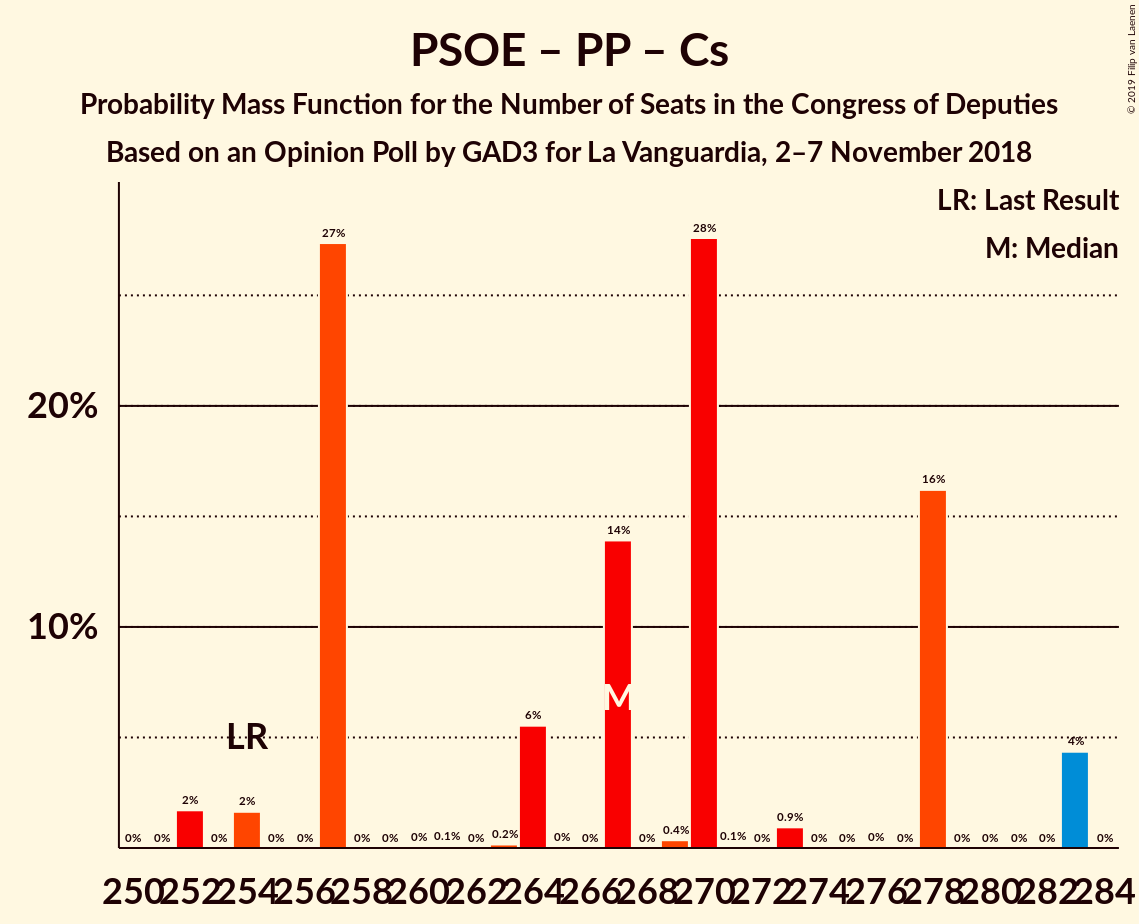 PSOE – PP – Cs
Probability Mass Function for the Number of Seats in the Congress of Deputies
Based on an Opinion Poll by GAD3 for La Vanguardia, 2–7 November 2018
© 2019 Filip van Laenen
LR: Last Result
M: Median
20%
10%
LR
M
0% 0% 2% 0% 2% 0% 0% 27% 0% 0% 0% 0.1% 0% 0.2% 6% 0% 0% 14% 0% 0.4% 28% 0.1% 0% 0.9% 0% 0% 0% 0% 16% 0% 0% 0% 0% 4% 0%
250 252 254 256 258 260 262 264 266 268 270 272 274 276 278 280 282 284